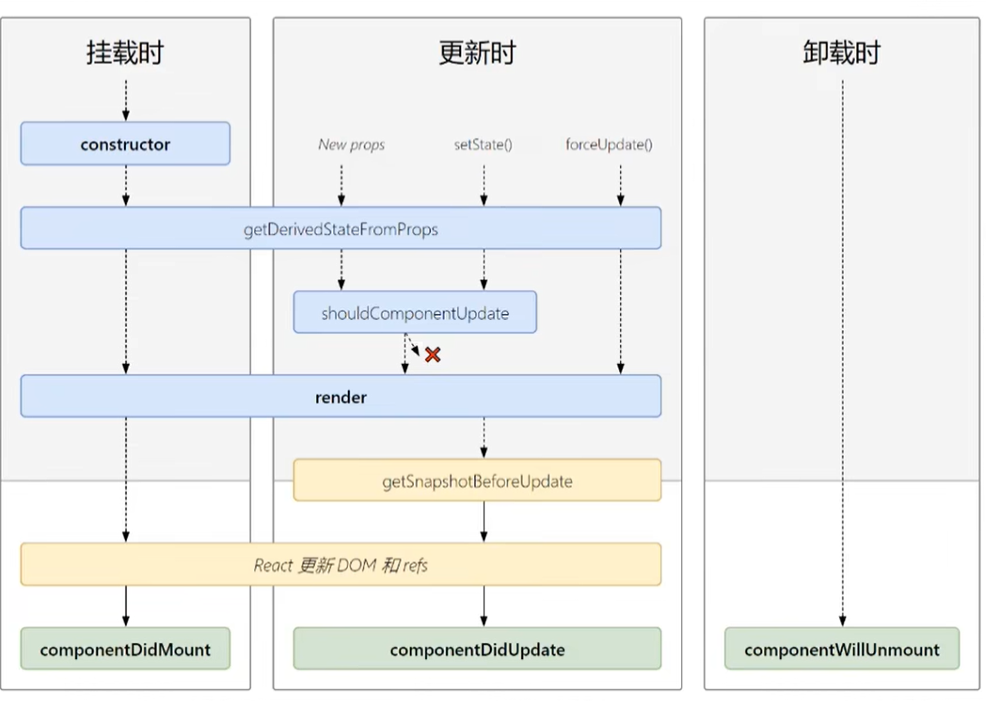 挂载时
更新时
卸载时
constructor
New props
setState()
forceUpdate()
getDerivedStateFromProps
shouldComponentUpdate
render
getSnapshotBeforeUpdate
React 更新 DOM 和 refs
componentDidMount
componentDidUpdate
componentWillUnmount